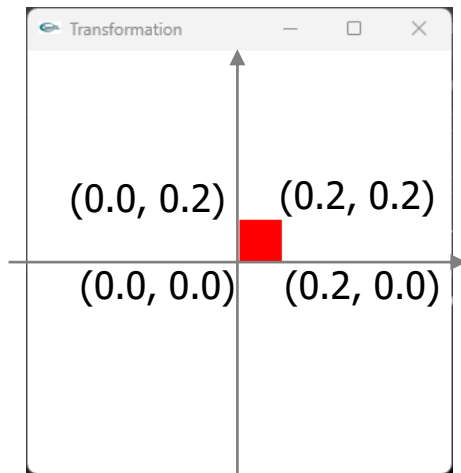 Transformation
(0.0, 0.2) (0.2, 0.2)
(0.0, 0.0) (0.2, 0.0)